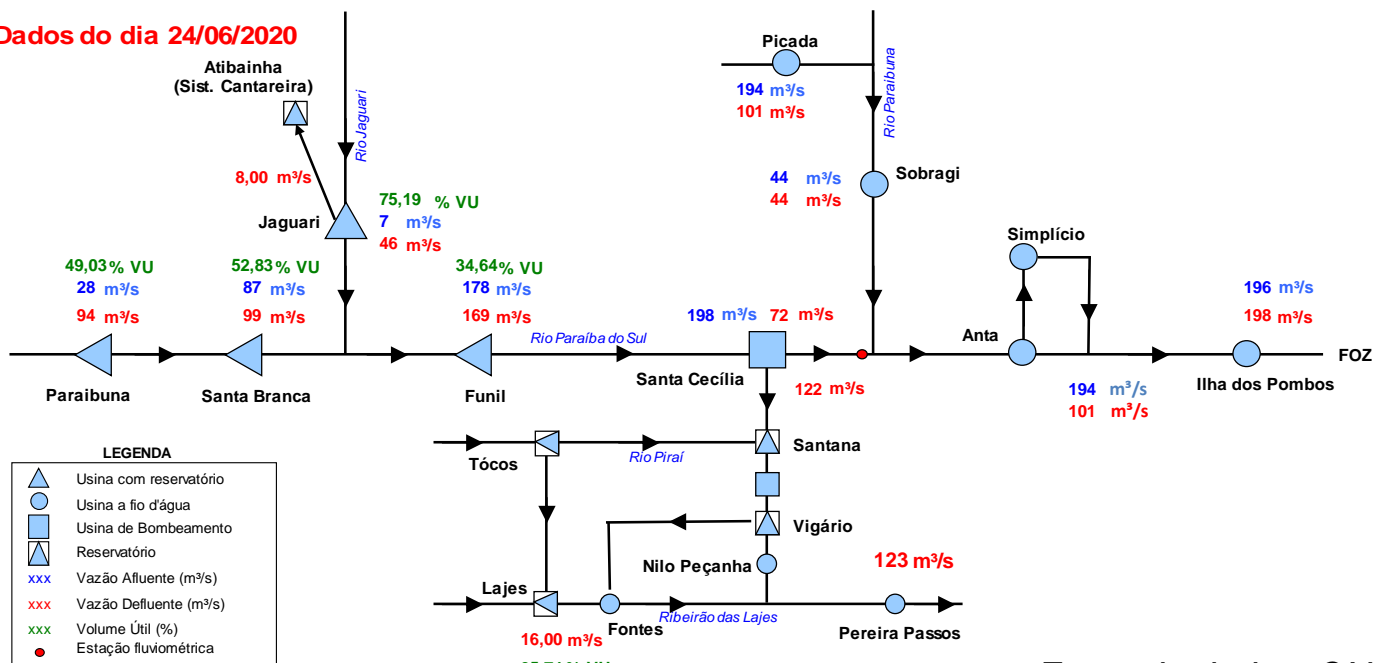 Dados do dia 24/06/2020
Atibainha
(Sist. Cantareira)
Rio Jaguari
8,00 m³/s
Jaguari
75,19 % VU
7 m³/s
46 m³/s
Picada
194 m³/s
101 m³/s
Rio Paraibuna
Sobragi
44 m³/s
44 m³/s
Simplício
49,03 % VU
28 m³/s
94 m³/s
Paraibuna
52,83 % VU
87 m³/s
99 m³/s
Santa Branca
34,64 % VU
178 m³/s
169 m³/s
Funil
Rio Paraíba do Sul
198 m³/s 72 m³/s
Santa Cecília
122 m³/s
Anta
194 m³/s
101 m³/s
196 m³/s
198 m³/s
Ilha dos Pombos
FOZ
Tócos
Rio Piraí
Santana
Vigário
Nilo Peçanha
123 m³/s
Lajes
16,00 m³/s
Fontes
Ribeirão das Lajes
Pereira Passos
LEGENDA
Usina com reservatório
Usina a fio d'água
Usina de Bombeamento
Reservatório
xxx Vazão Afluente (m³/s)
xxx Vazão Defluente (m³/s)
xxx Volume Útil (%)
Estação fluviométrica